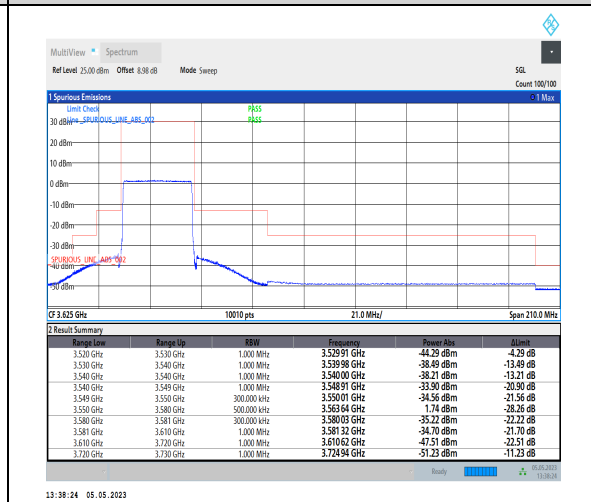 MultiView Spectrum
Ref Level 25.00 dBm Offset 8.98 dB Mode Sweep SGL
Count 100/100
1 Spurious Emissions 1 Max
Limit Check PASS
30 dBm Line _SPURIOUS_LINE_ABS_002 PASS
20 dBm
10 dBm
0 dBm
-10 dBm
-20 dBm
-30 dBm
_SPURIOUS_LINE_ABS_002
-40 dBm
-50 dBm
CF 3.625 GHz 10010 pts 21.0 MHz/ Span 210.0 MHz
2 Result Summary
Range Low Range Up RBW Frequency Power Abs ΔLimit
3.520 GHz 3.530 GHz 1.000 MHz 3.52991 GHz -44.29 dBm -4.29 dB
3.530 GHz 3.540 GHz 1.000 MHz 3.53998 GHz -38.49 dBm -13.49 dB
3.540 GHz 3.540 GHz 1.000 MHz 3.54000 GHz -38.21 dBm -13.21 dB
3.540 GHz 3.549 GHz 1.000 MHz 3.54891 GHz -33.90 dBm -20.90 dB
3.549 GHz 3.550 GHz 300.000 kHz 3.55001 GHz -34.56 dBm -21.56 dB
3.550 GHz 3.580 GHz 500.000 kHz 3.56364 GHz 1.74 dBm -28.26 dB
3.580 GHz 3.581 GHz 300.000 kHz 3.58003 GHz -35.22 dBm -22.22 dB
3.581 GHz 3.610 GHz 1.000 MHz 3.58132 GHz -34.70 dBm -21.70 dB
3.610 GHz 3.720 GHz 1.000 MHz 3.61062 GHz -47.51 dBm -22.51 dB
3.720 GHz 3.730 GHz 1.000 MHz 3.72494 GHz -51.23 dBm -11.23 dB
Ready 05.05.2023
13:38:24
13:38:24 05.05.2023